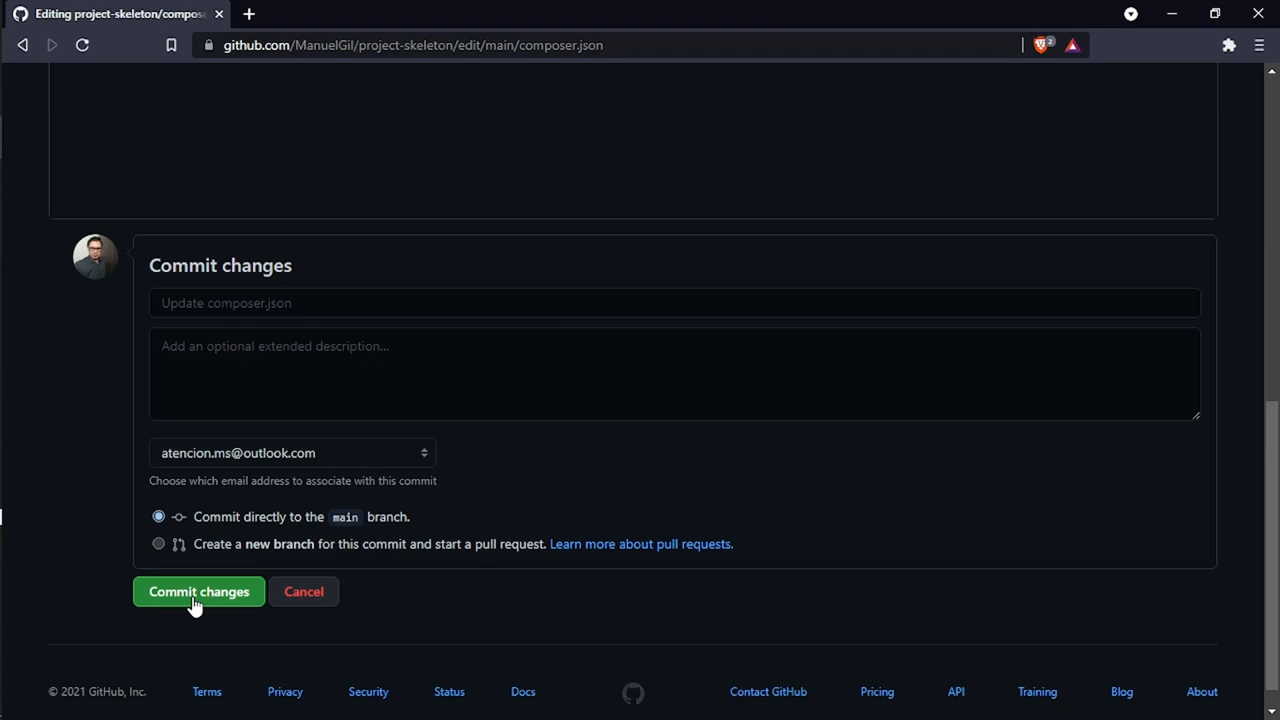 Editing project-skeleton/compos
github.com/ManuelGil/project-skeleton/edit/main/composer.json
2
Commit changes
Update composer.json
Add an optional extended description...
atencion.ms@outlook.com
Choose which email address to associate with this commit
Commit directly to the main branch.
Create a new branch for this commit and start a pull request. Learn more about pull requests.
Commit changes Cancel
© 2021 GitHub, Inc. Terms Privacy Security Status Docs Contact GitHub Pricing API Training Blog About